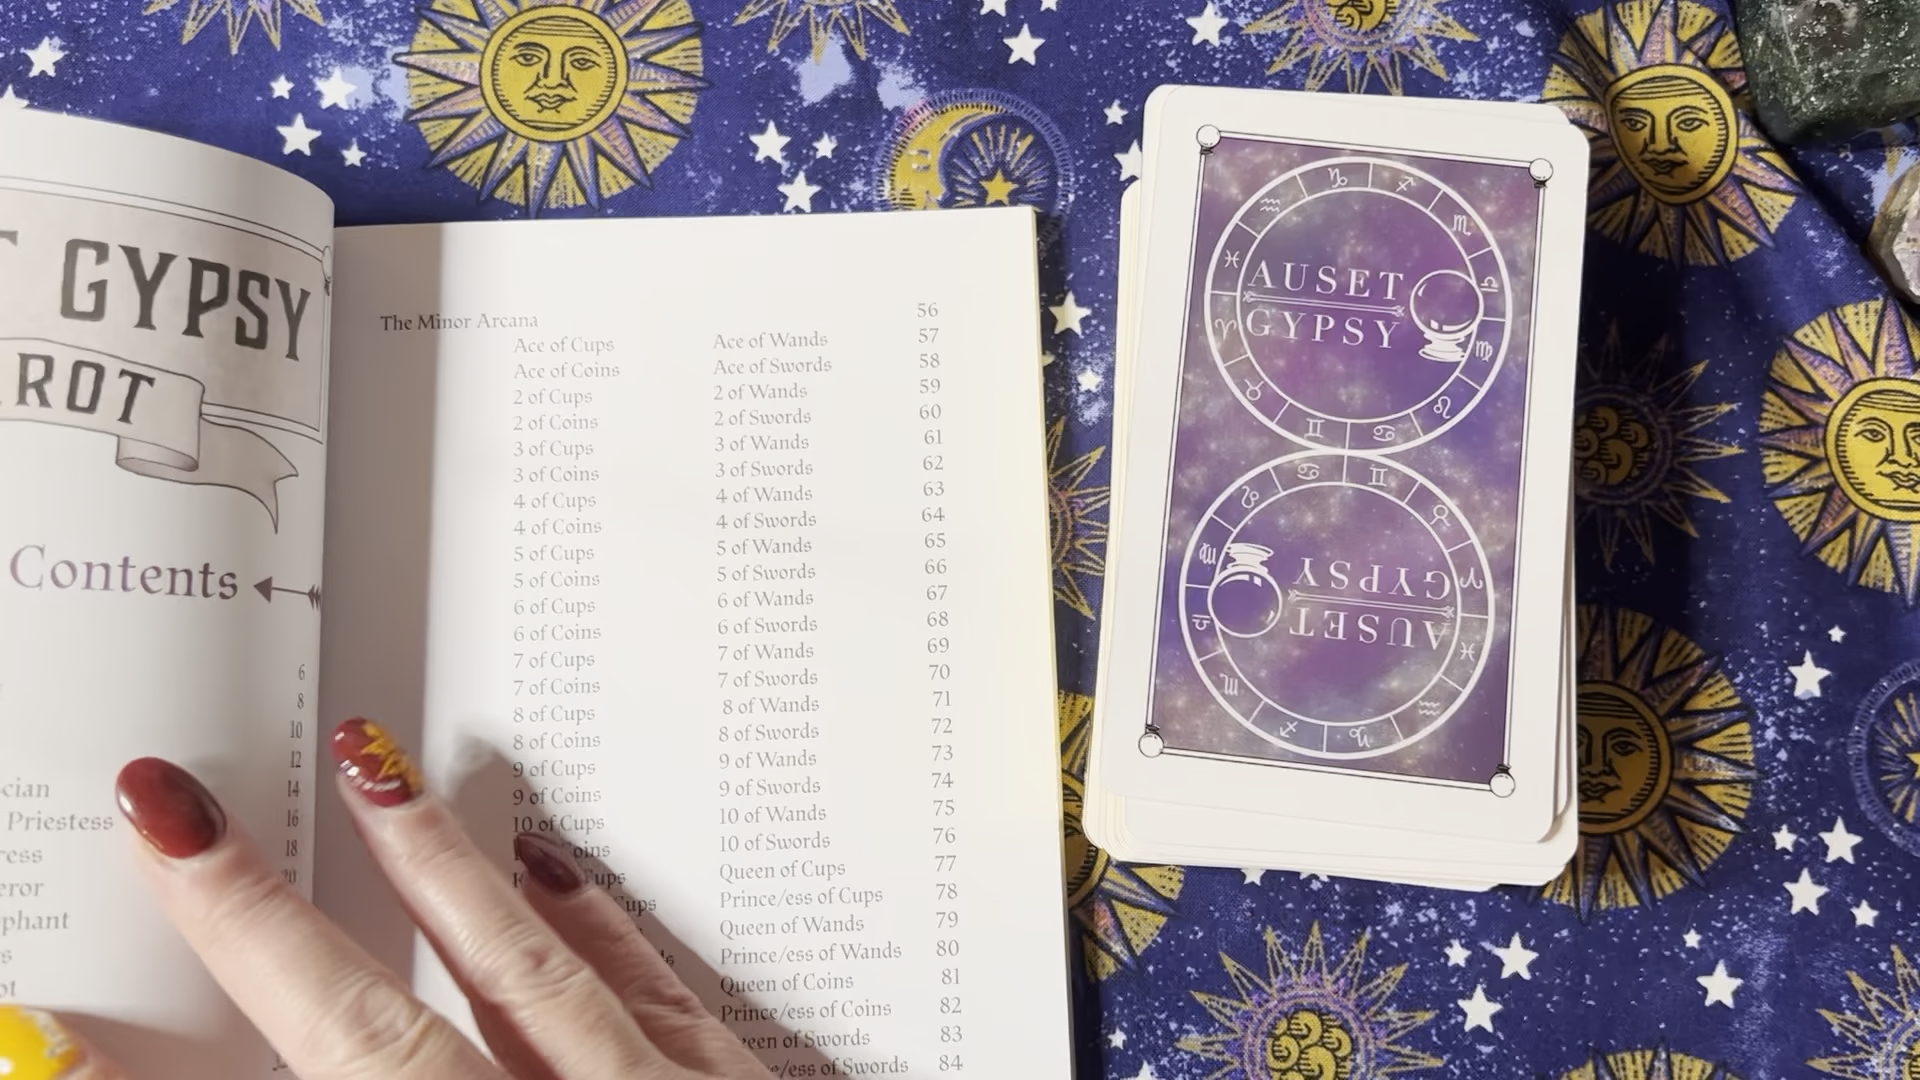 GYPSY
ROT
Contents
6
8
10
12
14
Priestess 16
18
The Minor Arcana 56
Ace of Cups Ace of Wands 57
Ace of Coins Ace of Swords 58
2 of Cups 2 of Wands 59
2 of Coins 2 of Swords 60
3 of Cups 3 of Wands 61
3 of Coins 3 of Swords 62
4 of Cups 4 of Wands 63
4 of Coins 4 of Swords 64
5 of Cups 5 of Wands 65
5 of Coins 5 of Swords 66
6 of Cups 6 of Wands 67
6 of Coins 6 of Swords 68
7 of Cups 7 of Wands 69
7 of Coins 7 of Swords 70
8 of Cups 8 of Wands 71
8 of Coins 8 of Swords 72
9 of Cups 9 of Wands 73
9 of Coins 9 of Swords 74
10 of Cups 10 of Wands 75
10 of Swords 76
Queen of Cups 77
Prince/ess of Cups 78
Queen of Wands 79
Prince/ess of Wands 80
Queen of Coins 81
Prince/ess of Coins 82
of Swords 83
of Swords 84
AUSET
GYPSY
AUSET
GYPSY